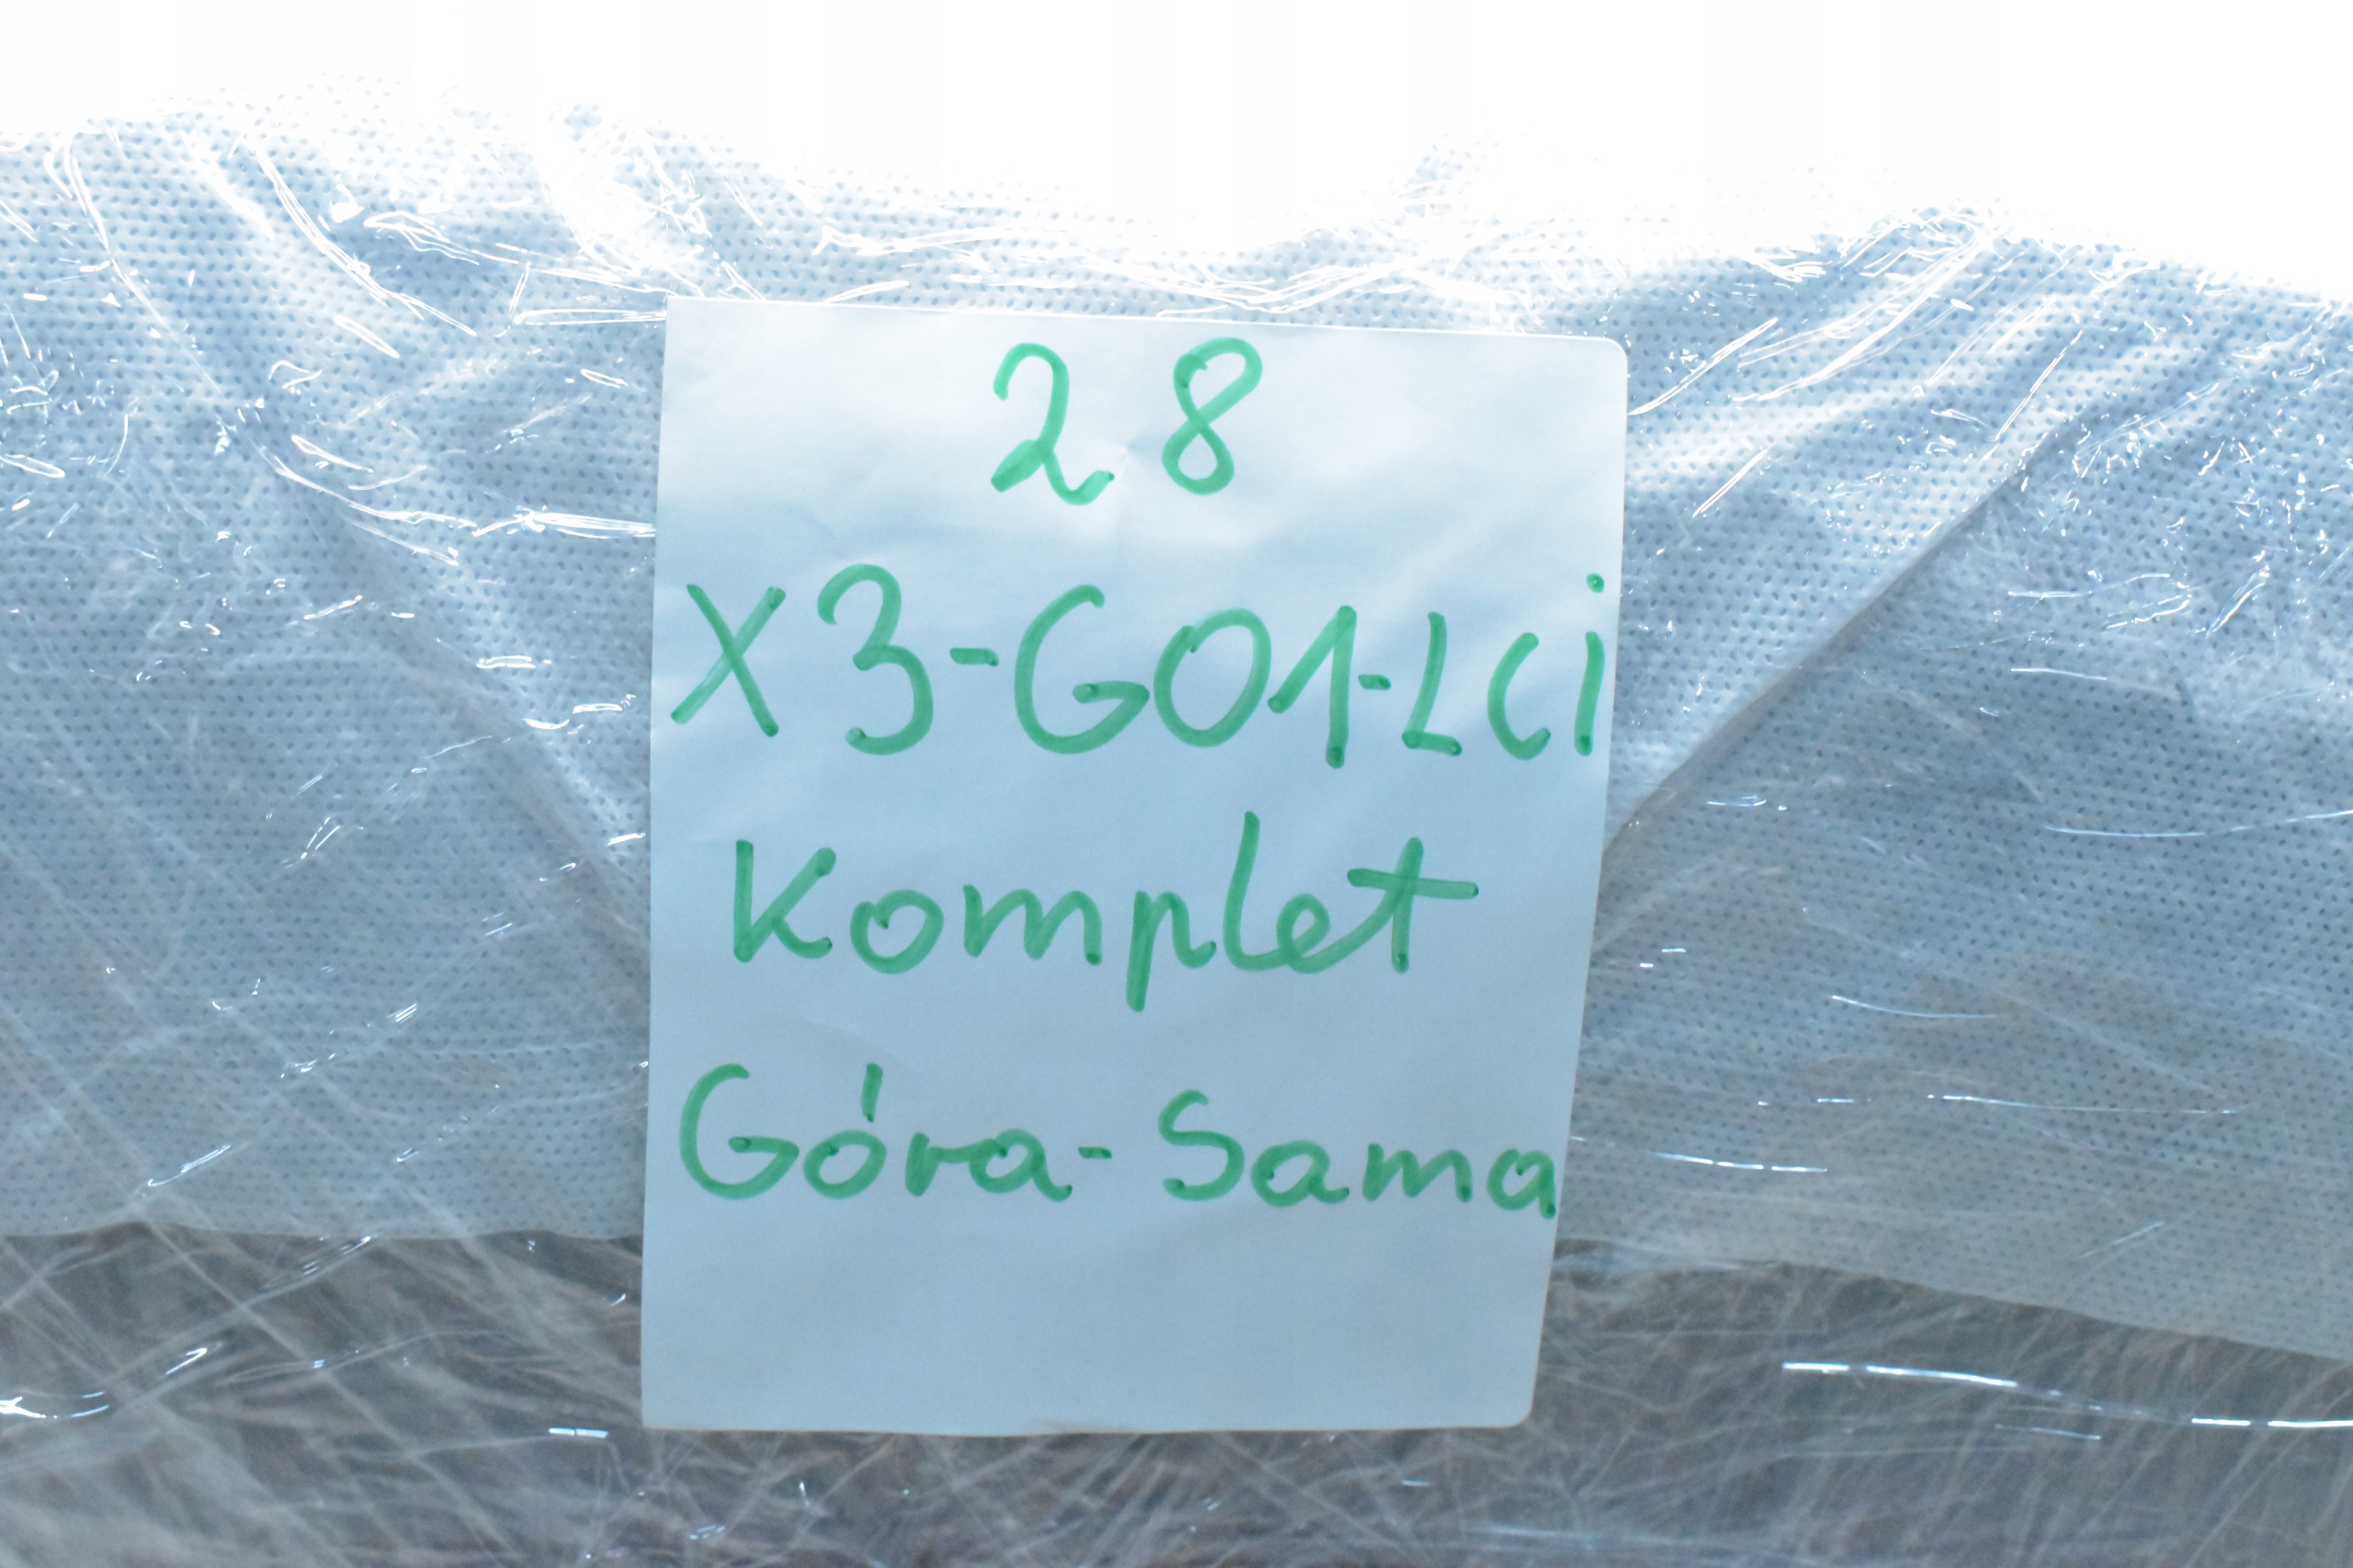 28
X3-G01-LCi
Komplet
Góra-Sama